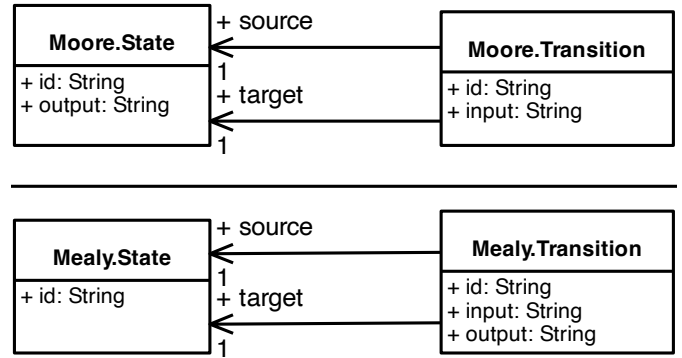 Moore.State
+ id: String
+ output: String
+ source
1
+ target
1
Moore.Transition
+ id: String
+ input: String
Mealy.State
+ id: String
+ source
1
+ target
1
Mealy.Transition
+ id: String
+ input: String
+ output: String